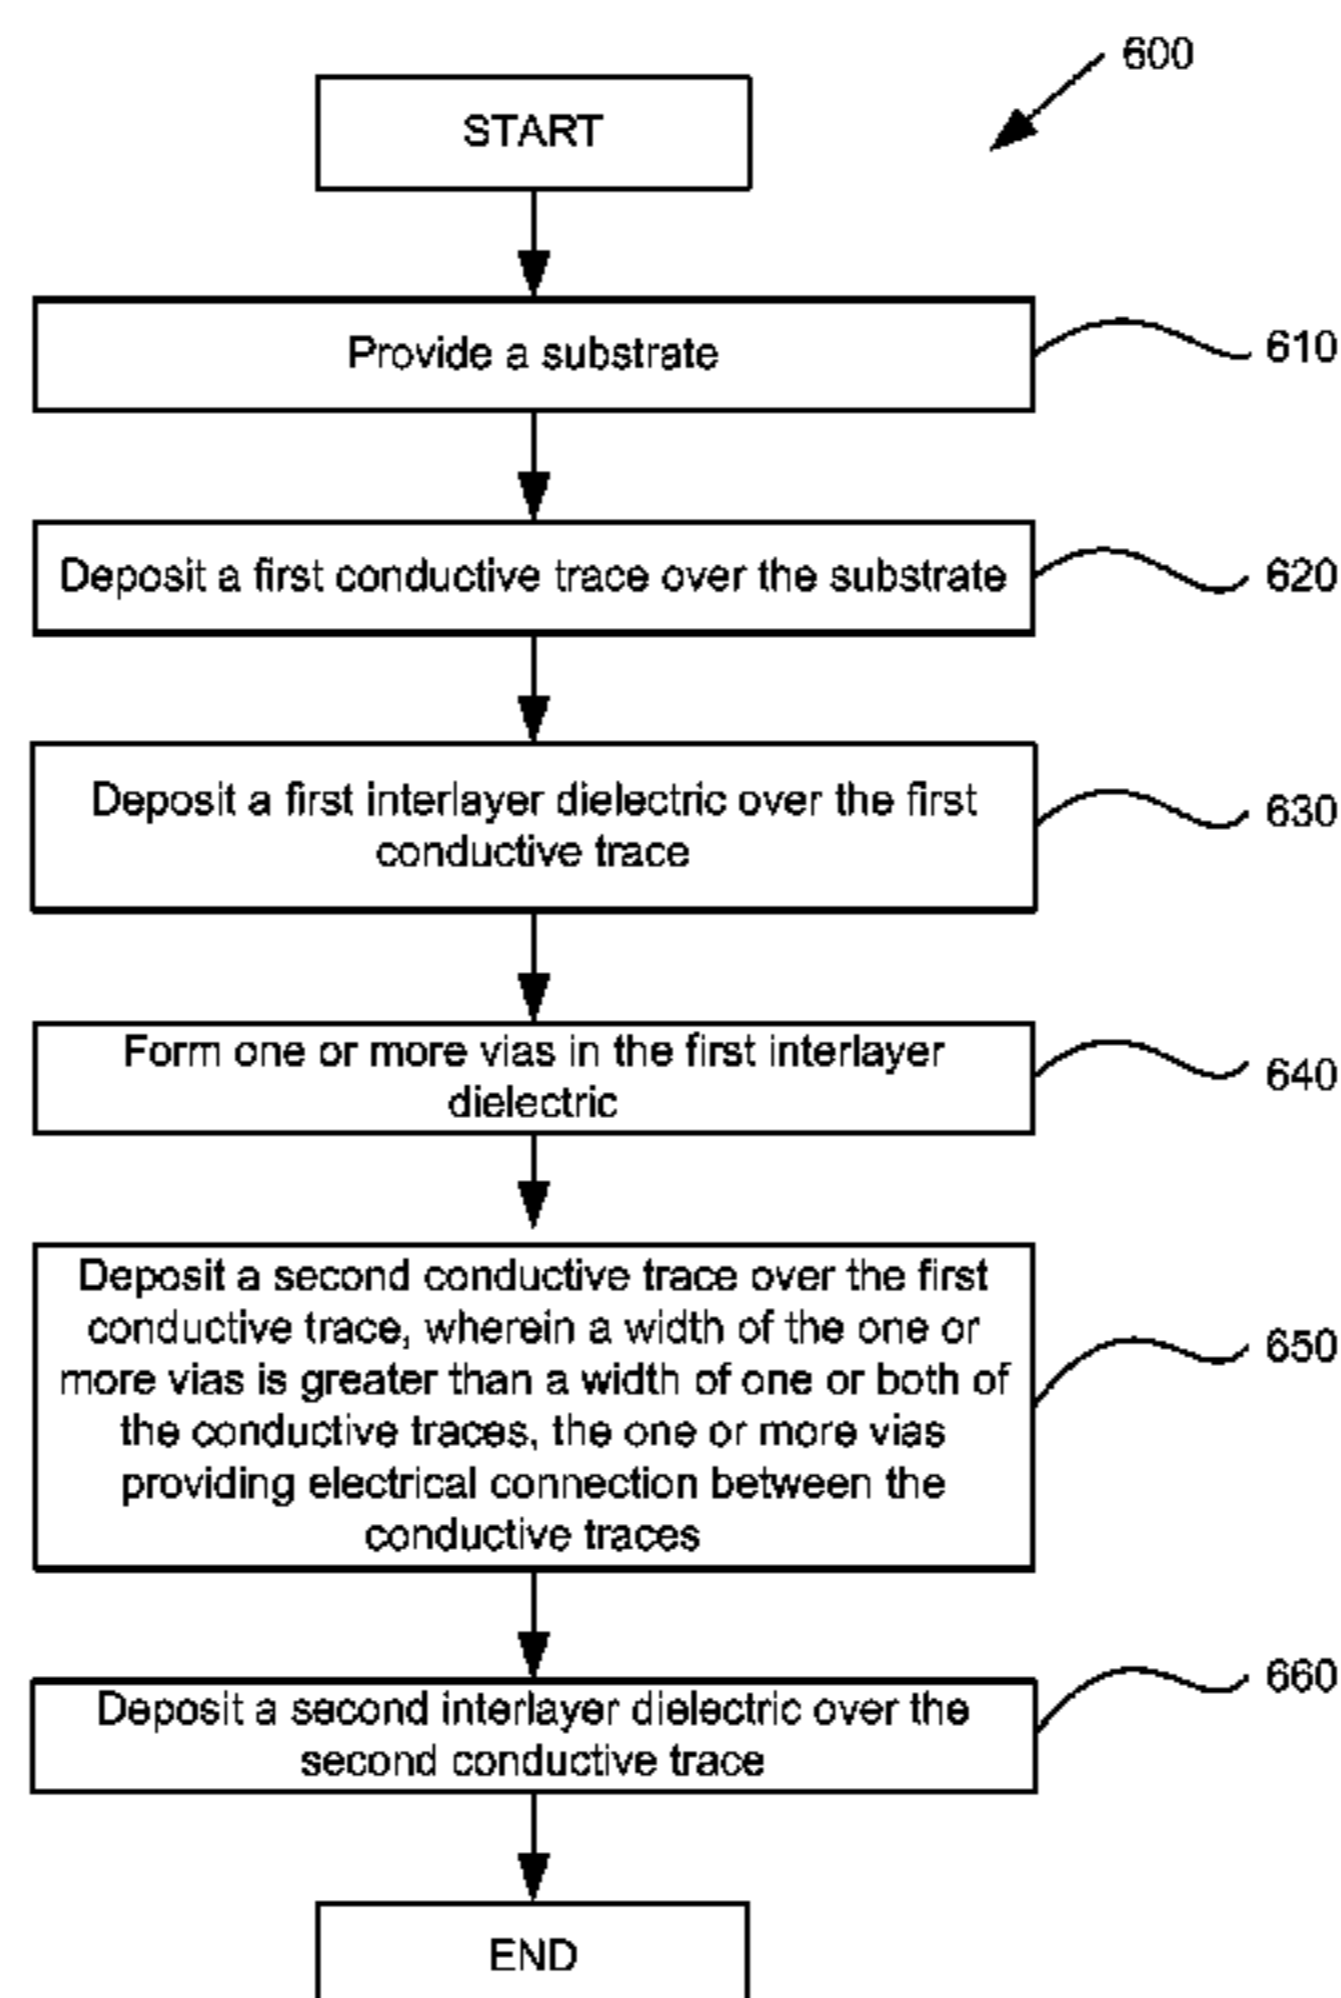 600
START
Provide a substrate
610
Deposit a first conductive trace over the substrate
620
Deposit a first interlayer dielectric over the first
conductive trace
630
Form one or more vias in the first interlayer
dielectric
640
Deposit a second conductive trace over the first
conductive trace, wherein a width of the one or
more vias is greater than a width of one or both of
the conductive traces, the one or more vias
providing electrical connection between the
conductive traces
650
Deposit a second interlayer dielectric over the
second conductive trace
660
END